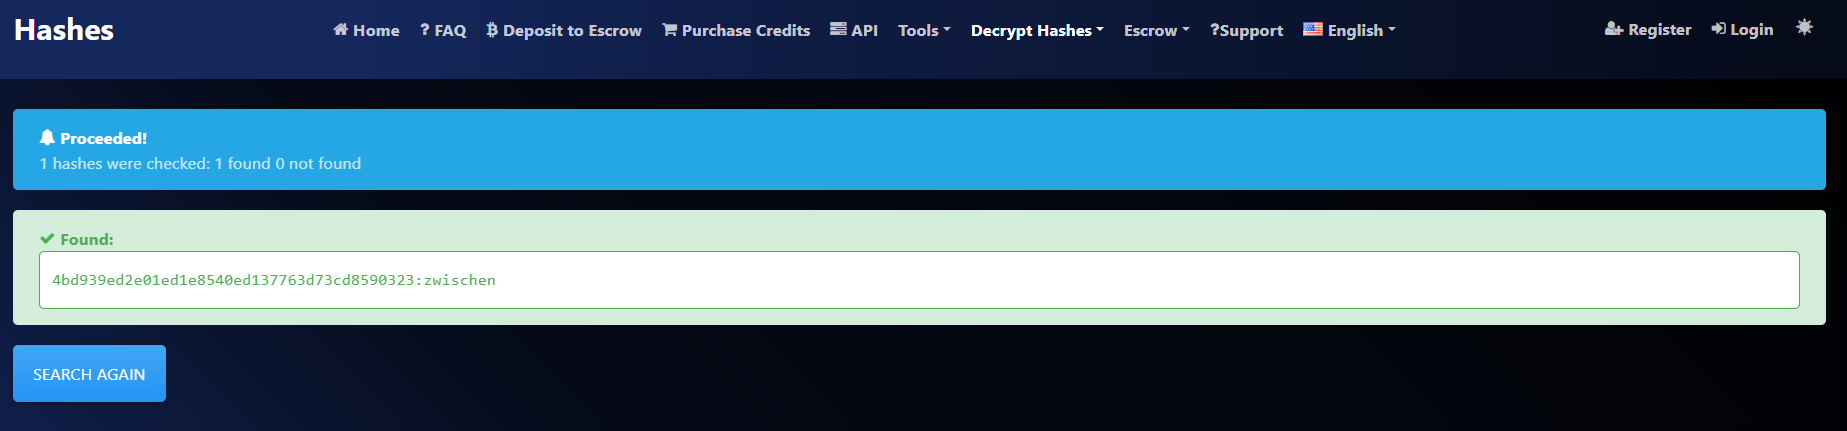 Hashes
Home ? FAQ Deposit to Escrow Purchase Credits API Tools Decrypt Hashes Escrow ?Support English Register Login
Proceeded!
1 hashes were checked: 1 found 0 not found
Found:
4bd939ed2e01ed1e8540ed137763d73cd8590323:zwischen
SEARCH AGAIN